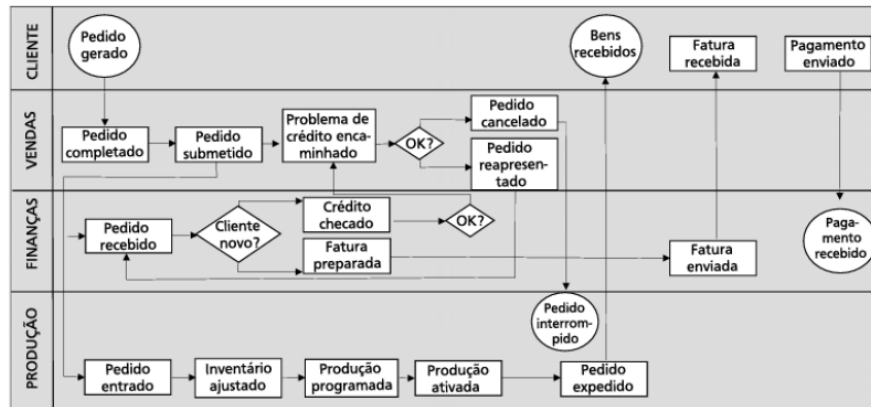 CLIENTE
Pedido
gerado
Bens
recebidos
Fatura
recebida
Pagamento
enviado
VENDAS
Pedido
completado
Pedido
submetido
Problema de
crédito enca-
minhado
OK?
Pedido
cancelado
Pedido
reapresen-
tado
FINANÇAS
Pedido
recebido
Cliente
novo?
Crédito
checado
OK?
Fatura
preparada
Fatura
enviada
Paga-
mento
recebido
PRODUÇÃO
Pedido
interrom-
pido
Pedido
entrado
Inventário
ajustado
Produção
programada
Produção
ativada
Pedido
expedido